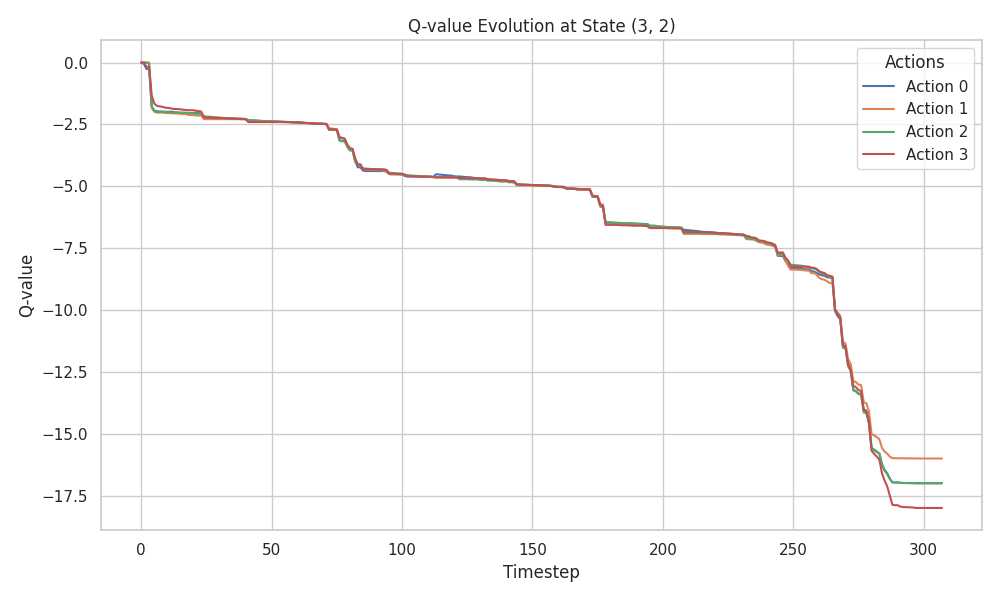 Q-value Evolution at State (3, 2)
Actions
Action 0
Action 1
Action 2
Action 3
Q-value
0.0
−2.5
−5.0
−7.5
−10.0
−12.5
−15.0
−17.5
0 50 100 150 200 250 300
Timestep